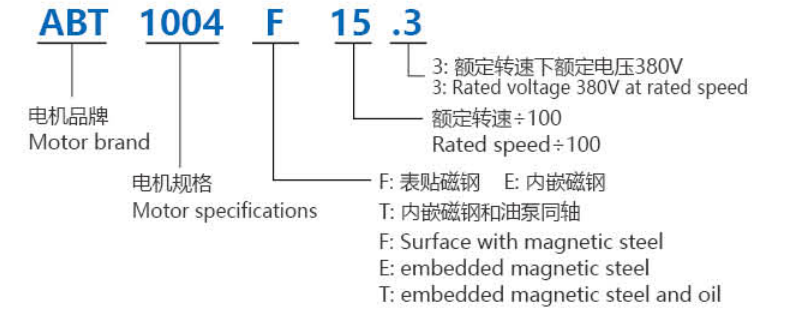 ABT 1004 F 15 .3
3: 额定转速下额定电压380V
3: Rated voltage 380V at rated speed
电机品牌
Motor brand
额定转速÷100
Rated speed÷100
电机规格
Motor specifications
F: 表贴磁钢 E: 内嵌磁钢
T: 内嵌磁钢和油泵同轴
F: Surface with magnetic steel
E: embedded magnetic steel
T: embedded magnetic steel and oil